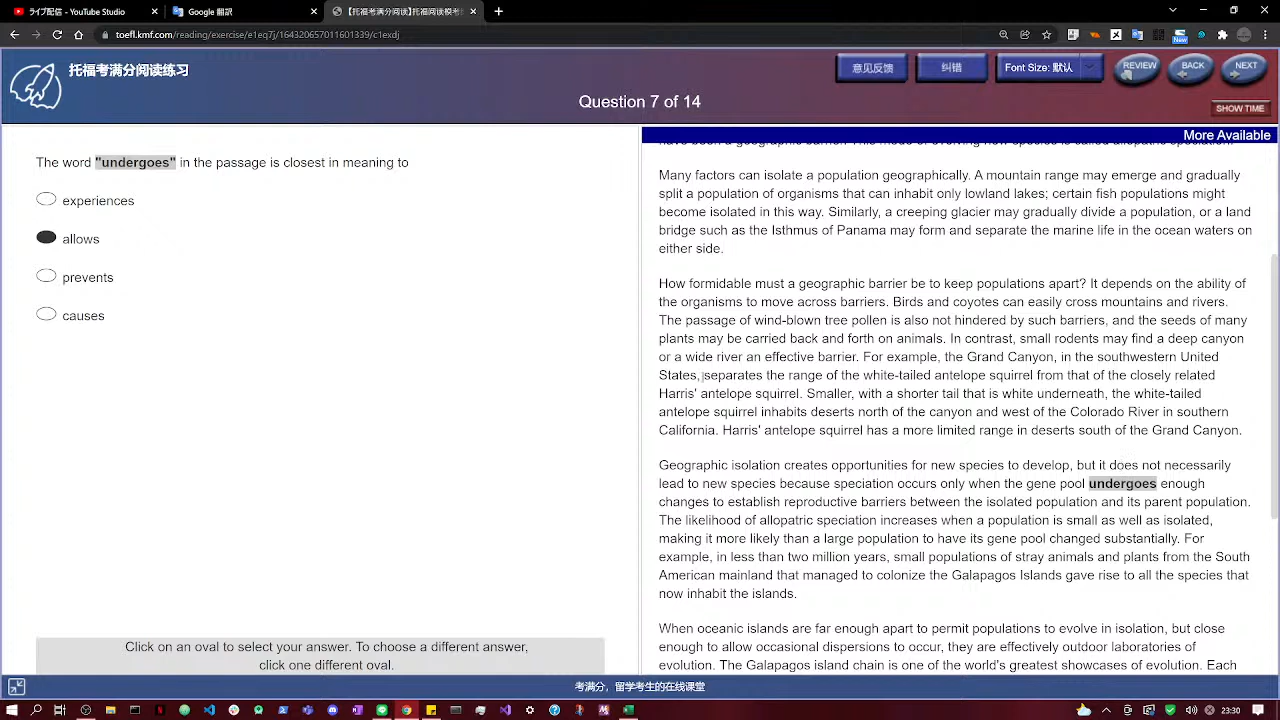 ライブ配信 - YouTube Studio
Google 翻訳
【托福考满分阅读】托福阅读模考
toefl.kmf.com/reading/exercise/e1eq7j/164320657011601339/c1exdj
New
托福考满分阅读练习
意见反馈
纠错
Font Size: 默认
REVIEW
BACK
NEXT
Question 7 of 14
SHOW TIME
More Available
The word "undergoes" in the passage is closest in meaning to
experiences
allows
prevents
causes
Click on an oval to select your answer. To choose a different answer,
click one different oval.
have been a geographic barrier. This mode of evolving new species is called allopatric speciation.
Many factors can isolate a population geographically. A mountain range may emerge and gradually
split a population of organisms that can inhabit only lowland lakes; certain fish populations might
become isolated in this way. Similarly, a creeping glacier may gradually divide a population, or a land
bridge such as the Isthmus of Panama may form and separate the marine life in the ocean waters on
either side.
How formidable must a geographic barrier be to keep populations apart? It depends on the ability of
the organisms to move across barriers. Birds and coyotes can easily cross mountains and rivers.
The passage of wind-blown tree pollen is also not hindered by such barriers, and the seeds of many
plants may be carried back and forth on animals. In contrast, small rodents may find a deep canyon
or a wide river an effective barrier. For example, the Grand Canyon, in the southwestern United
States, separates the range of the white-tailed antelope squirrel from that of the closely related
Harris' antelope squirrel. Smaller, with a shorter tail that is white underneath, the white-tailed
antelope squirrel inhabits deserts north of the canyon and west of the Colorado River in southern
California. Harris' antelope squirrel has a more limited range in deserts south of the Grand Canyon.
Geographic isolation creates opportunities for new species to develop, but it does not necessarily
lead to new species because speciation occurs only when the gene pool undergoes enough
changes to establish reproductive barriers between the isolated population and its parent population.
The likelihood of allopatric speciation increases when a population is small as well as isolated,
making it more likely than a large population to have its gene pool changed substantially. For
example, in less than two million years, small populations of stray animals and plants from the South
American mainland that managed to colonize the Galapagos Islands gave rise to all the species that
now inhabit the islands.
When oceanic islands are far enough apart to permit populations to evolve in isolation, but close
enough to allow occasional dispersions to occur, they are effectively outdoor laboratories of
evolution. The Galapagos island chain is one of the world's greatest showcases of evolution. Each
考满分，留学考生的在线课堂
23:30